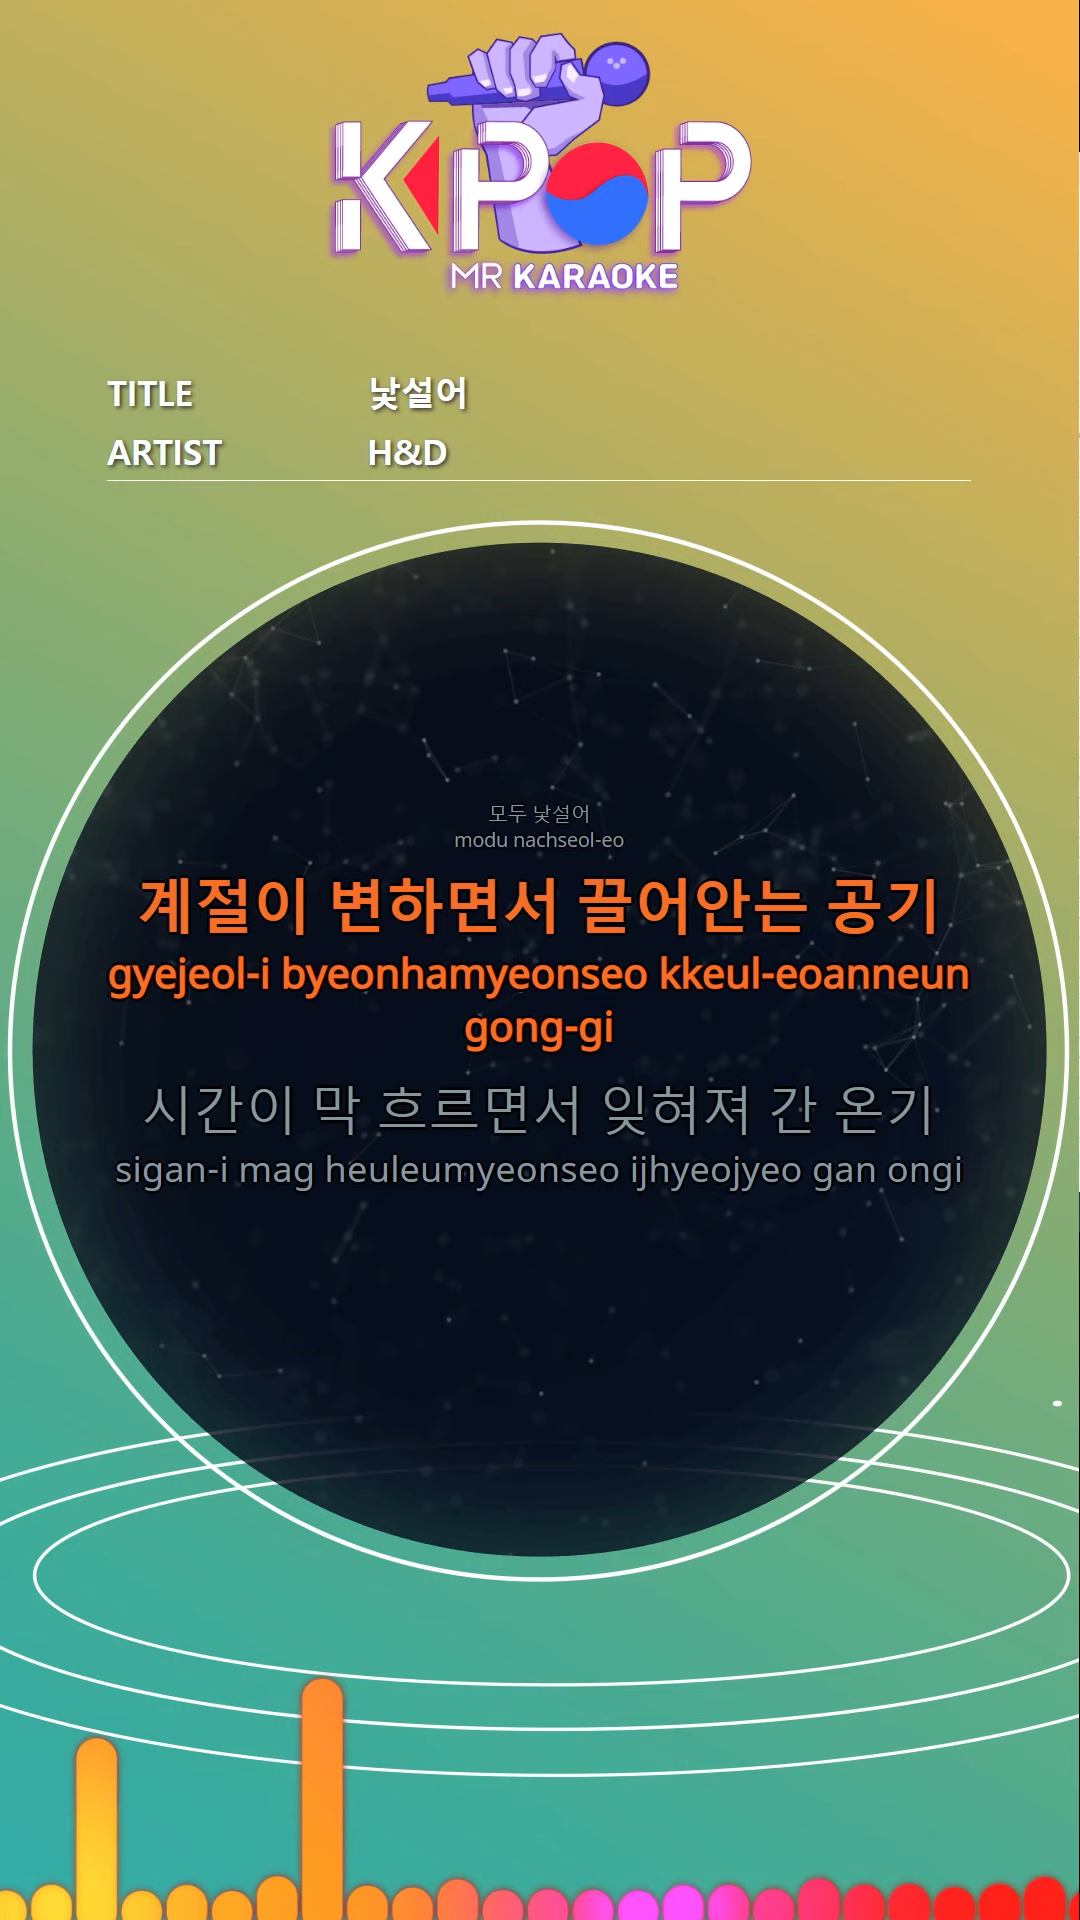 KPOP
MR KARAOKE
TITLE 낯설어
ARTIST H&D
모두 낯설어
modu nachseol-eo
계절이 변하면서 끌어안는 공기
gyejeol-i byeonhamyeonseo kkeul-eoanneun
gong-gi
시간이 막 흐르면서 잊혀져 간 온기
sigan-i mag heuleumyeonseo ijhyeojyeo gan ongi